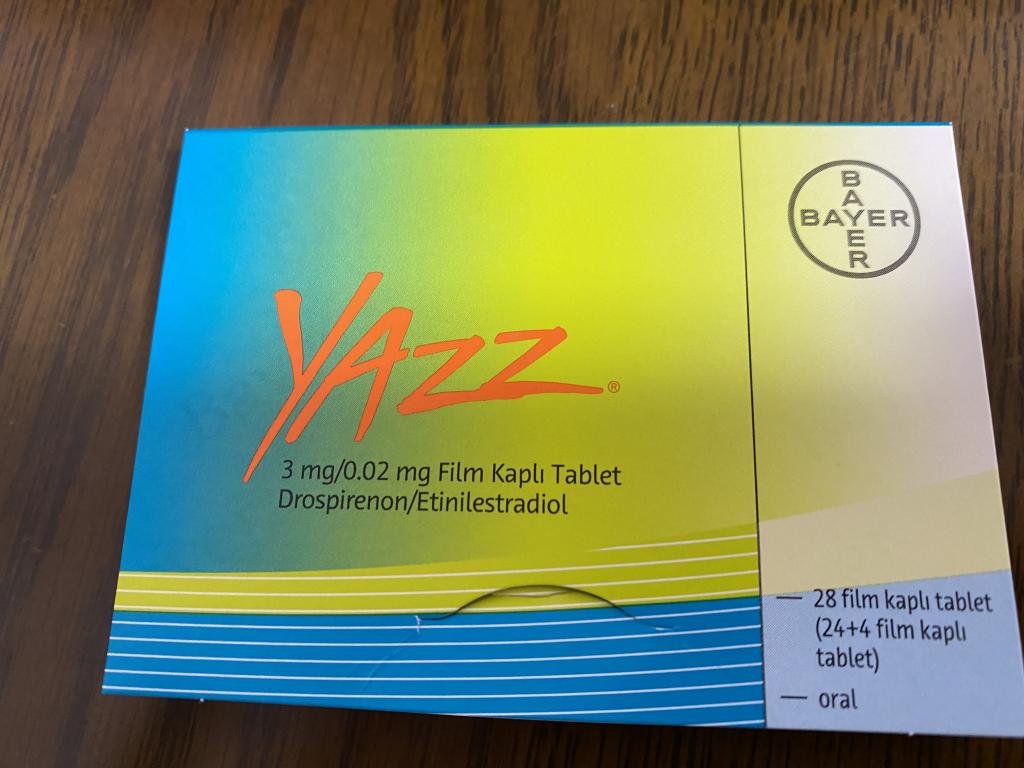 BAYER
BAYER
YAZZ®
3 mg/0.02 mg Film Kaplı Tablet
Drospirenon/Etinilestradiol
— 28 film kaplı tablet
(24+4 film kaplı
tablet)
— oral